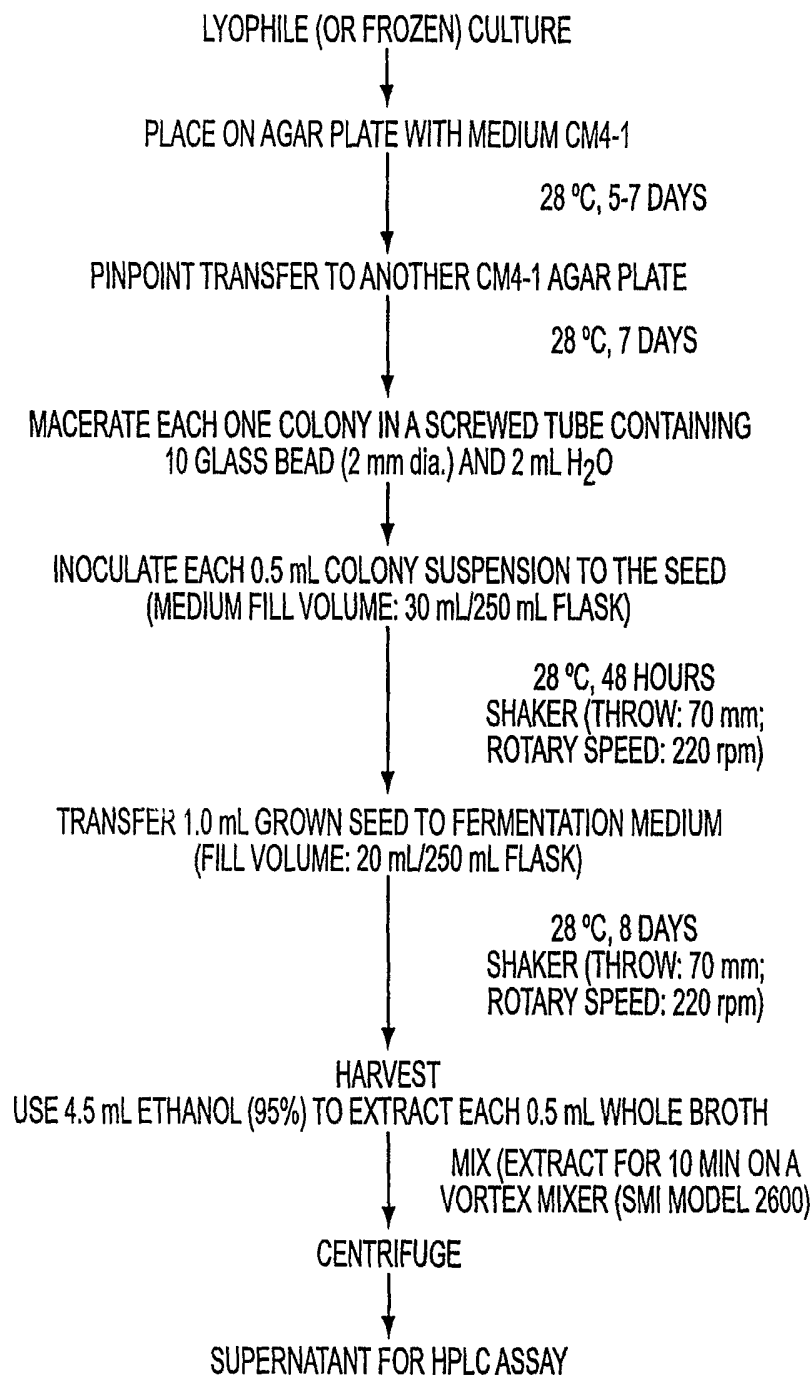 LYOPHILE (OR FROZEN) CULTURE
PLACE ON AGAR PLATE WITH MEDIUM CM4-1
28 ºC, 5-7 DAYS
PINPOINT TRANSFER TO ANOTHER CM4-1 AGAR PLATE
28 ºC, 7 DAYS
MACERATE EACH ONE COLONY IN A SCREWED TUBE CONTAINING
10 GLASS BEAD (2 mm dia.) AND 2 mL H₂O
INOCULATE EACH 0.5 mL COLONY SUSPENSION TO THE SEED
(MEDIUM FILL VOLUME: 30 mL/250 mL FLASK)
28 ºC, 48 HOURS
SHAKER (THROW: 70 mm;
ROTARY SPEED: 220 rpm)
TRANSFER 1.0 mL GROWN SEED TO FERMENTATION MEDIUM
(FILL VOLUME: 20 mL/250 mL FLASK)
28 ºC, 8 DAYS
SHAKER (THROW: 70 mm;
ROTARY SPEED: 220 rpm)
HARVEST
USE 4.5 mL ETHANOL (95%) TO EXTRACT EACH 0.5 mL WHOLE BROTH
MIX (EXTRACT FOR 10 MIN ON A
VORTEX MIXER (SMI MODEL 2600)
CENTRIFUGE
SUPERNATANT FOR HPLC ASSAY